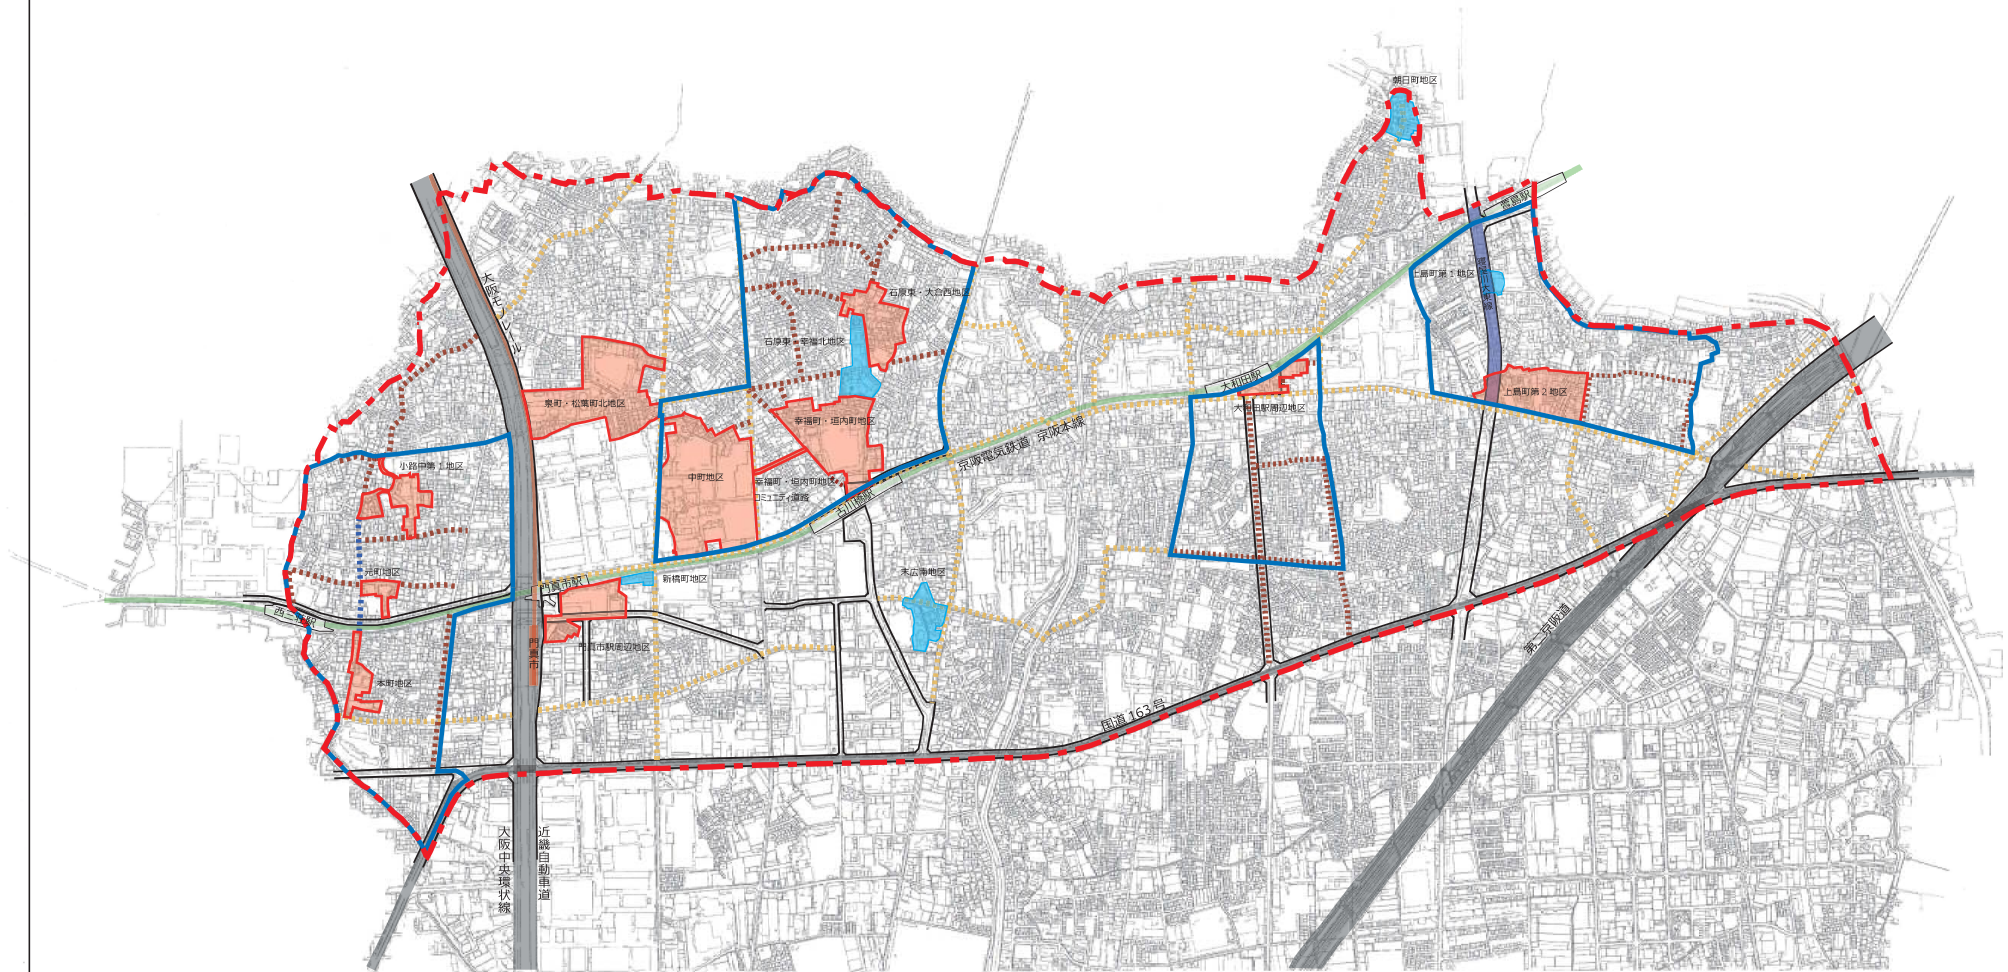 朝日町地区
萱島駅
大阪モノレール
上島町第1地区
石原東・大倉西地区
石原東・幸福北地区
大和田駅
上島町第2地区
泉町・松葉町北地区
大和田駅周辺地区
幸福町・垣内町地区
京阪電気鉄道 京阪本線
小路中第1地区
中町地区
幸福町・垣内町地区
コミュニティ道路
古川橋駅
元町地区
門真市駅
新橋町地区
末広南地区
西三荘駅
門真市
門真市駅周辺地区
第二京阪道
本町地区
国道163号
大阪中央環状線
近畿自動車道